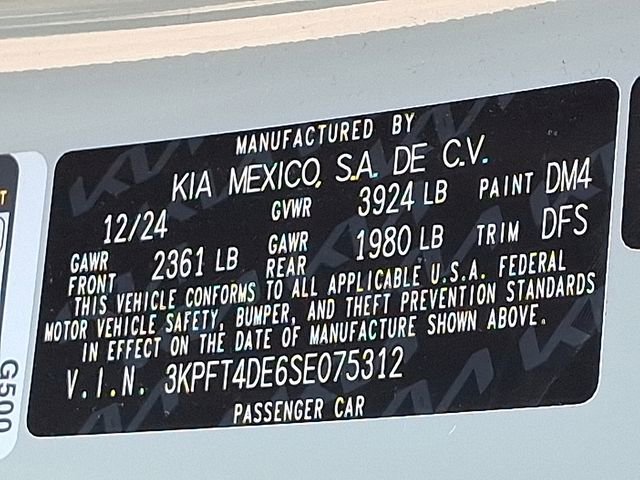 MANUFACTURED BY
KIA MEXICO, S.A. DE C.V.
12/24 GVWR 3924 LB PAINT DM4
GAWR FRONT 2361 LB GAWR REAR 1980 LB TRIM DFS
THIS VEHICLE CONFORMS TO ALL APPLICABLE U.S.A. FEDERAL
MOTOR VEHICLE SAFETY, BUMPER, AND THEFT PREVENTION STANDARDS
IN EFFECT ON THE DATE OF MANUFACTURE SHOWN ABOVE.
V.I.N. 3KPFT4DE6SE075312
PASSENGER CAR
G500